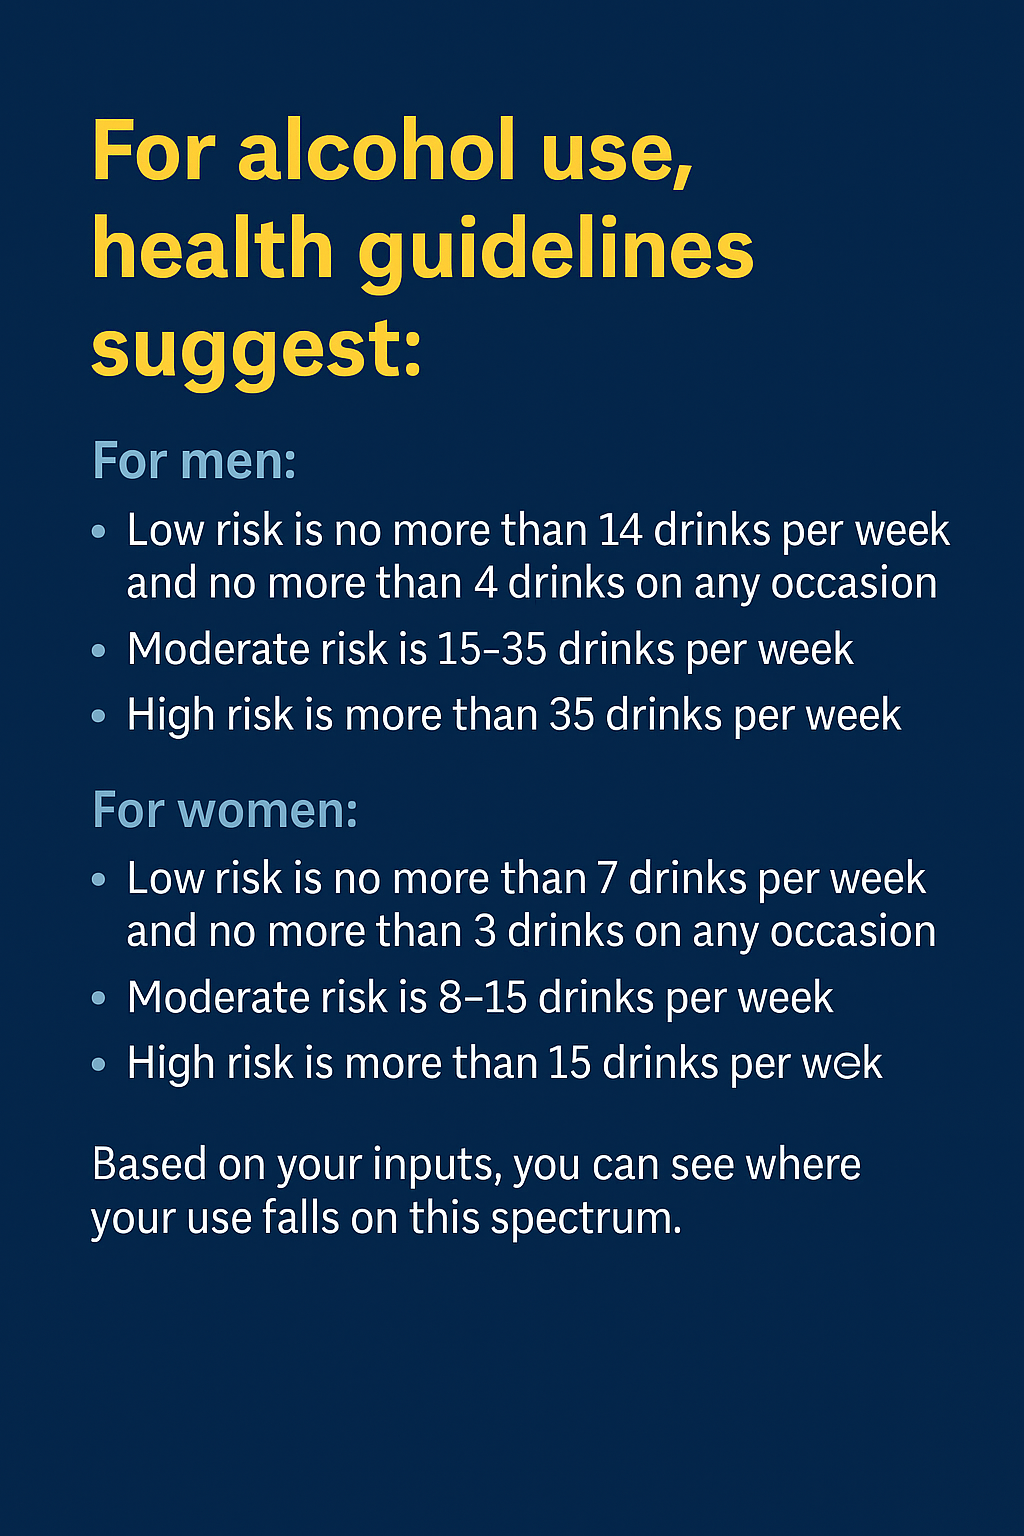 For alcohol use,
health guidelines
suggest:
For men:
• Low risk is no more than 14 drinks per week
and no more than 4 drinks on any occasion
• Moderate risk is 15–35 drinks per week
• High risk is more than 35 drinks per week
For women:
• Low risk is no more than 7 drinks per week
and no more than 3 drinks on any occasion
• Moderate risk is 8–15 drinks per week
• High risk is more than 15 drinks per wek
Based on your inputs, you can see where
your use falls on this spectrum.